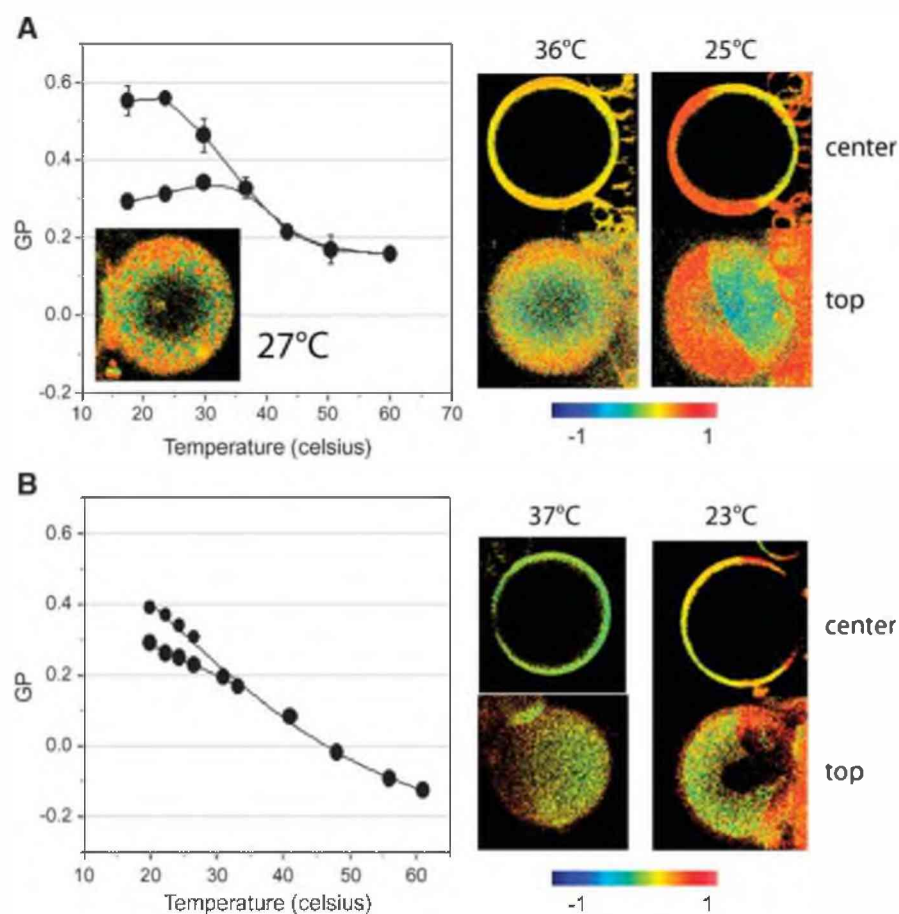 A
36°C 25°C
0.6
0.4
0.2
0.0
-0.2
GP
27°C
center
top
10 20 30 40 50 60 70
Temperature (celsius)
-1 1
B
37°C 23°C
0.6
0.4
0.2
0.0
-0.2
GP
center
top
10 20 30 40 50 60
Temperature (celsius)
-1 1